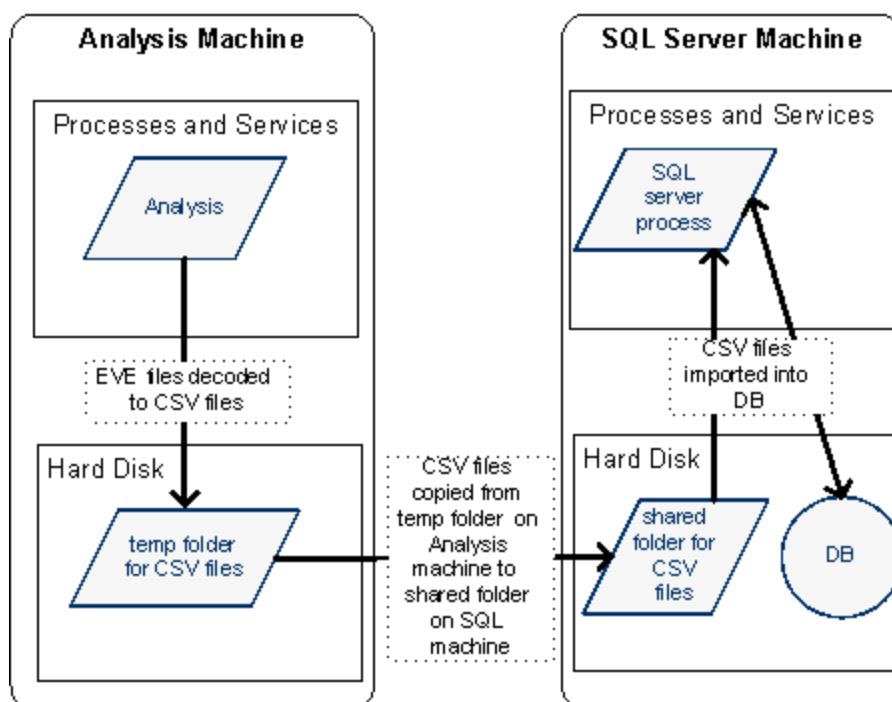 Analysis Machine
Processes and Services
Analysis
EVE files decoded
to CSV files
Hard Disk
temp folder
for CSV files
CSV files
copied from
temp folder on
Analysis
machine to
shared folder
on SQL
machine
SQL Server Machine
Processes and Services
SQL
server
process
CSV files
imported into
DB
Hard Disk
shared
folder for
CSV
files
DB